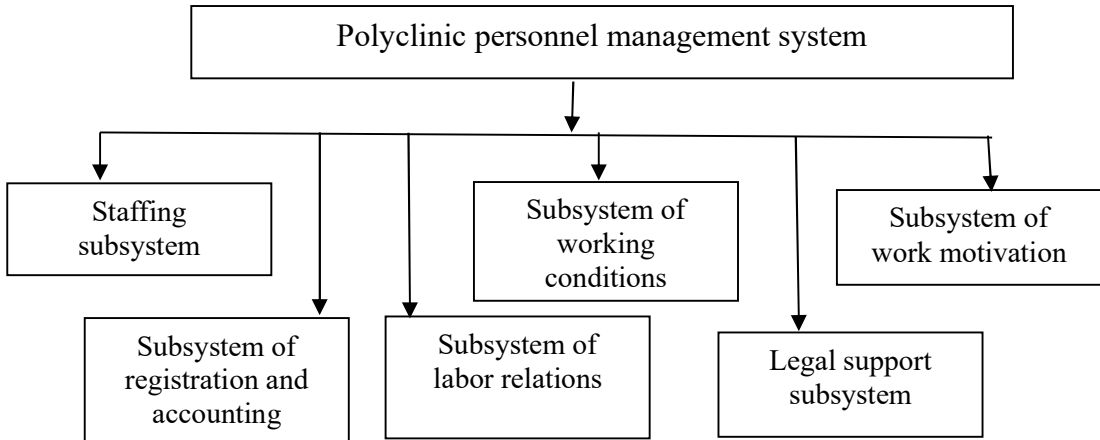 Polyclinic personnel management system
Staffing
subsystem
Subsystem of
working
conditions
Subsystem of
work motivation
Subsystem of
registration and
accounting
Subsystem of
labor relations
Legal support
subsystem